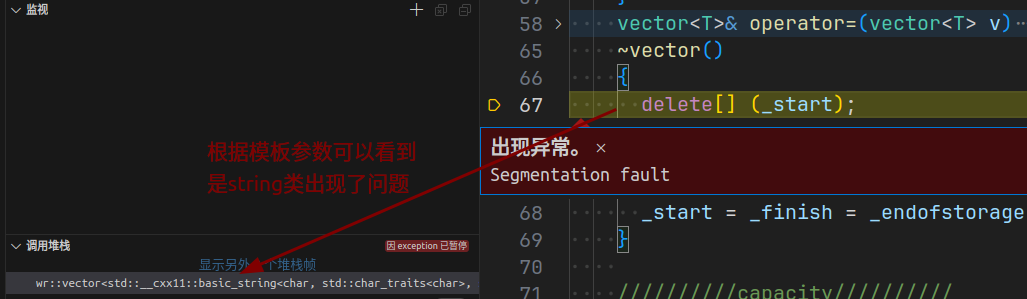 监视
根据模板参数可以看到
是string类出现了问题
调用堆栈
因 exception 已暂停
显示另外 个堆栈帧
wr::vector<std::__cxx11::basic_string<char, std::char_traits<char>,
58 vector<T>& operator=(vector<T> v)
65 ~vector()
66 {
67 delete[] (_start);
出现异常。 ×
Segmentation fault
68 _start = _finish = _endofstorage
69 }
70
71 //////////capacity//////////